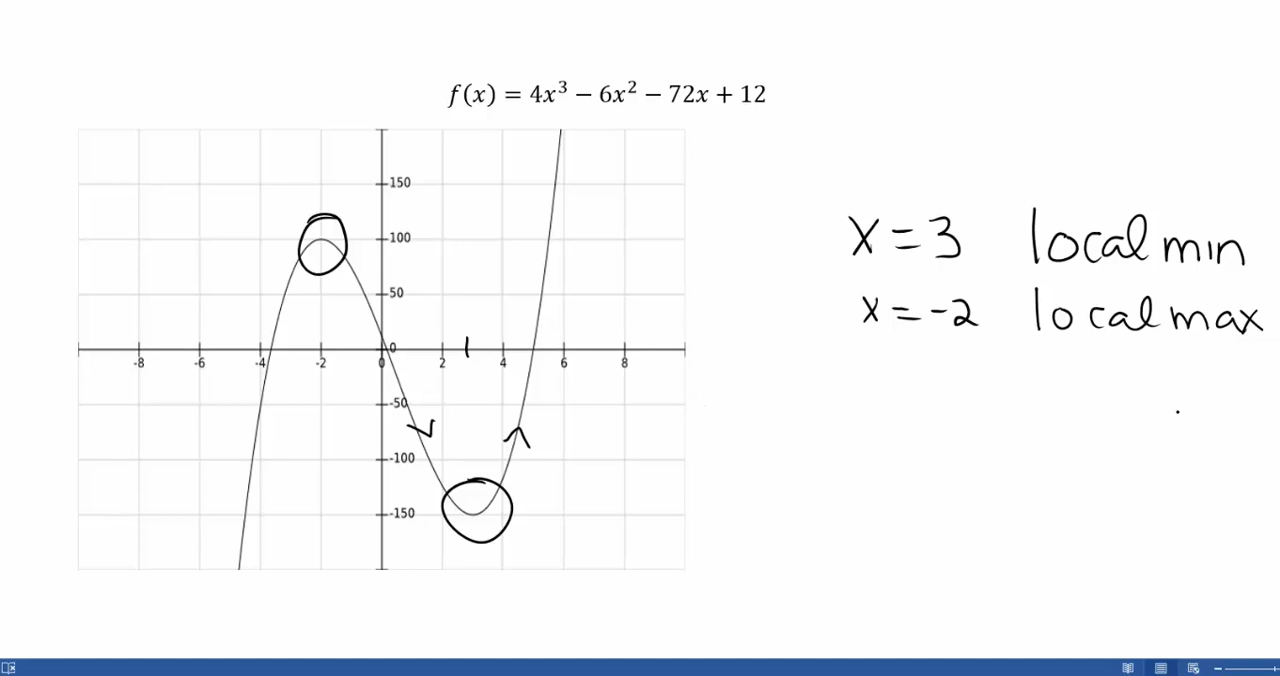 f(x) = 4x³ − 6x² − 72x + 12
150
100
50
0
-8 -6 -4 -2 0 2 4 6 8
-50
-100
-150
x = 3 local min
x = -2 local max